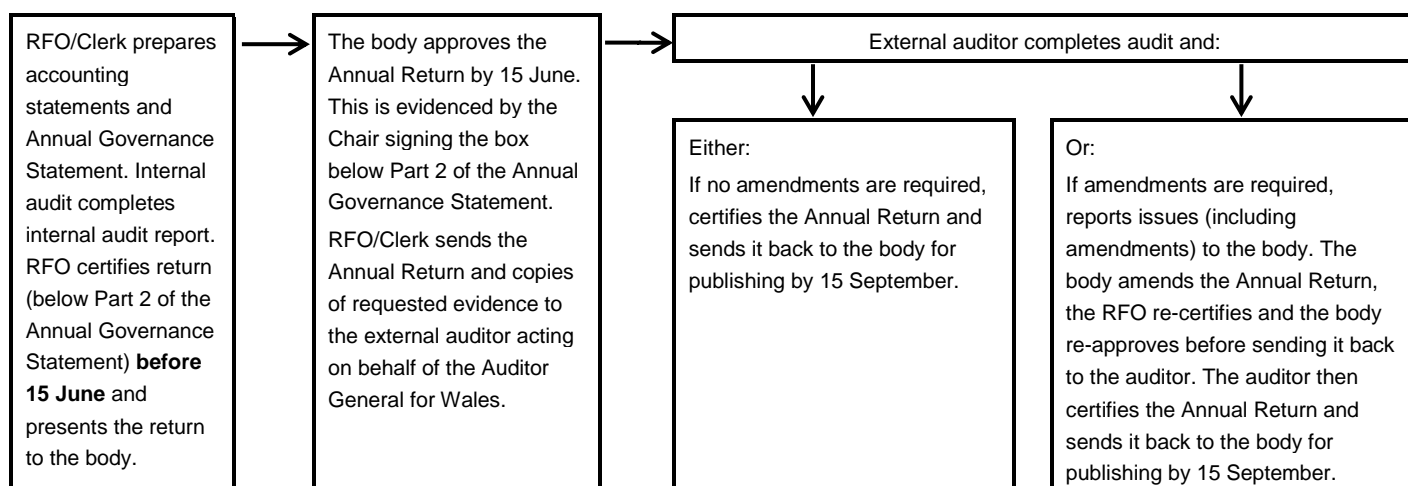 RFO/Clerk prepares
accounting
statements and
Annual Governance
Statement. Internal
audit completes
internal audit report.
RFO certifies return
(below Part 2 of the
Annual Governance
Statement) before
15 June and
presents the return
to the body.
The body approves the
Annual Return by 15 June.
This is evidenced by the
Chair signing the box
below Part 2 of the Annual
Governance Statement.
RFO/Clerk sends the
Annual Return and copies
of requested evidence to
the external auditor acting
on behalf of the Auditor
General for Wales.
External auditor completes audit and:
Either:
If no amendments are required,
certifies the Annual Return and
sends it back to the body for
publishing by 15 September.
Or:
If amendments are required,
reports issues (including
amendments) to the body. The
body amends the Annual Return,
the RFO re-certifies and the body
re-approves before sending it back
to the auditor. The auditor then
certifies the Annual Return and
sends it back to the body for
publishing by 15 September.